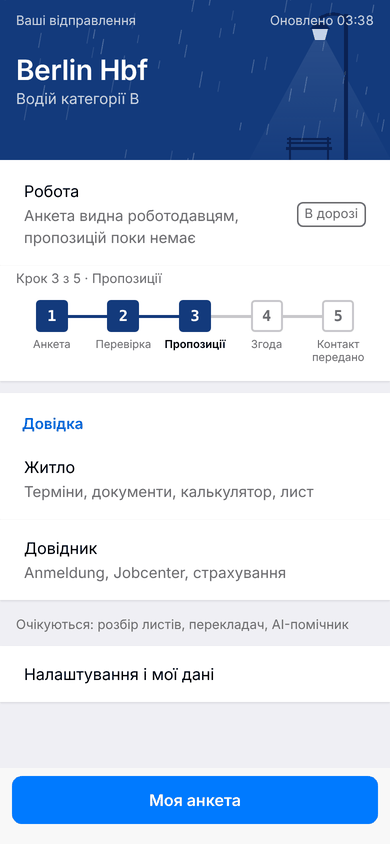 Ваші відправлення
Оновлено 03:38
Berlin Hbf
Водій категорії B
Робота
Анкета видна роботодавцям,
пропозицій поки немає
В дорозі
Крок 3 з 5 · Пропозиції
1 2 3 4 5
Анкета Перевірка Пропозиції Згода Контакт
передано
Довідка
Житло
Терміни, документи, калькулятор, лист
Довідник
Anmeldung, Jobcenter, страхування
Очікуються: розбір листів, перекладач, AI-помічник
Налаштування і мої дані
Моя анкета